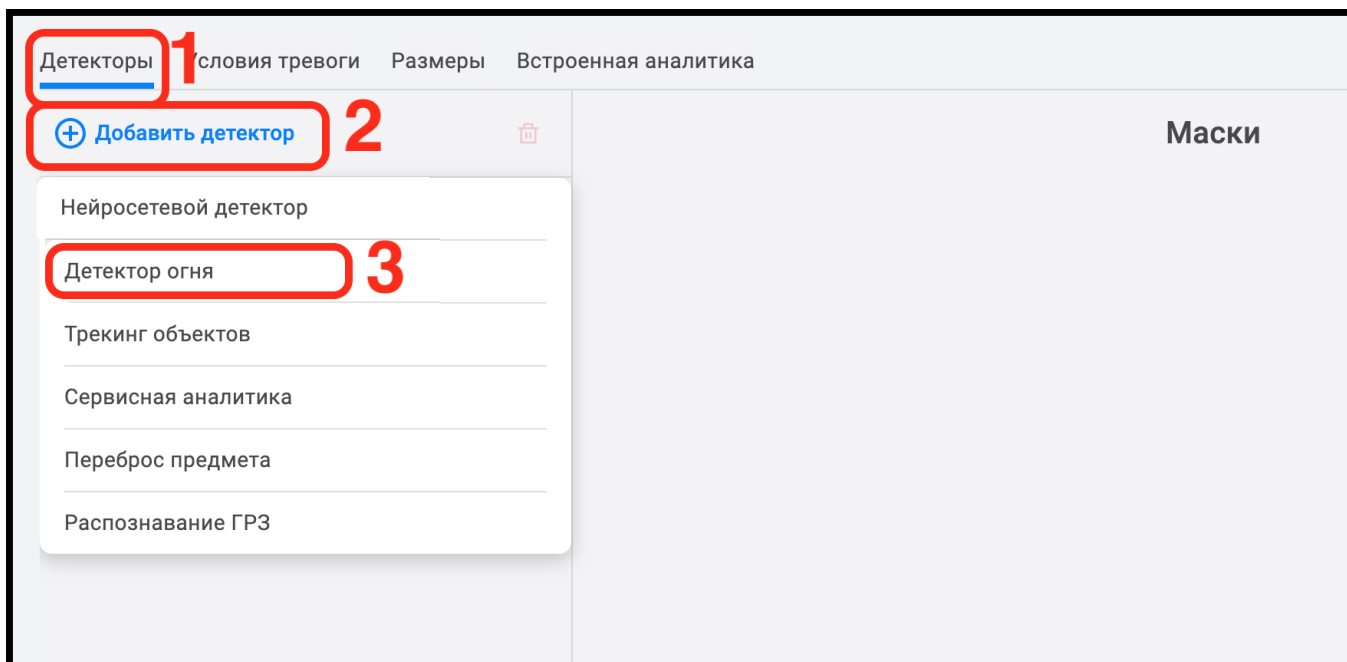 Детекторы 1 Условия тревоги Размеры Встроенная аналитика
Добавить детектор 2
Маски
Нейросетевой детектор
Детектор огня 3
Трекинг объектов
Сервисная аналитика
Переброс предмета
Распознавание ГРЗ